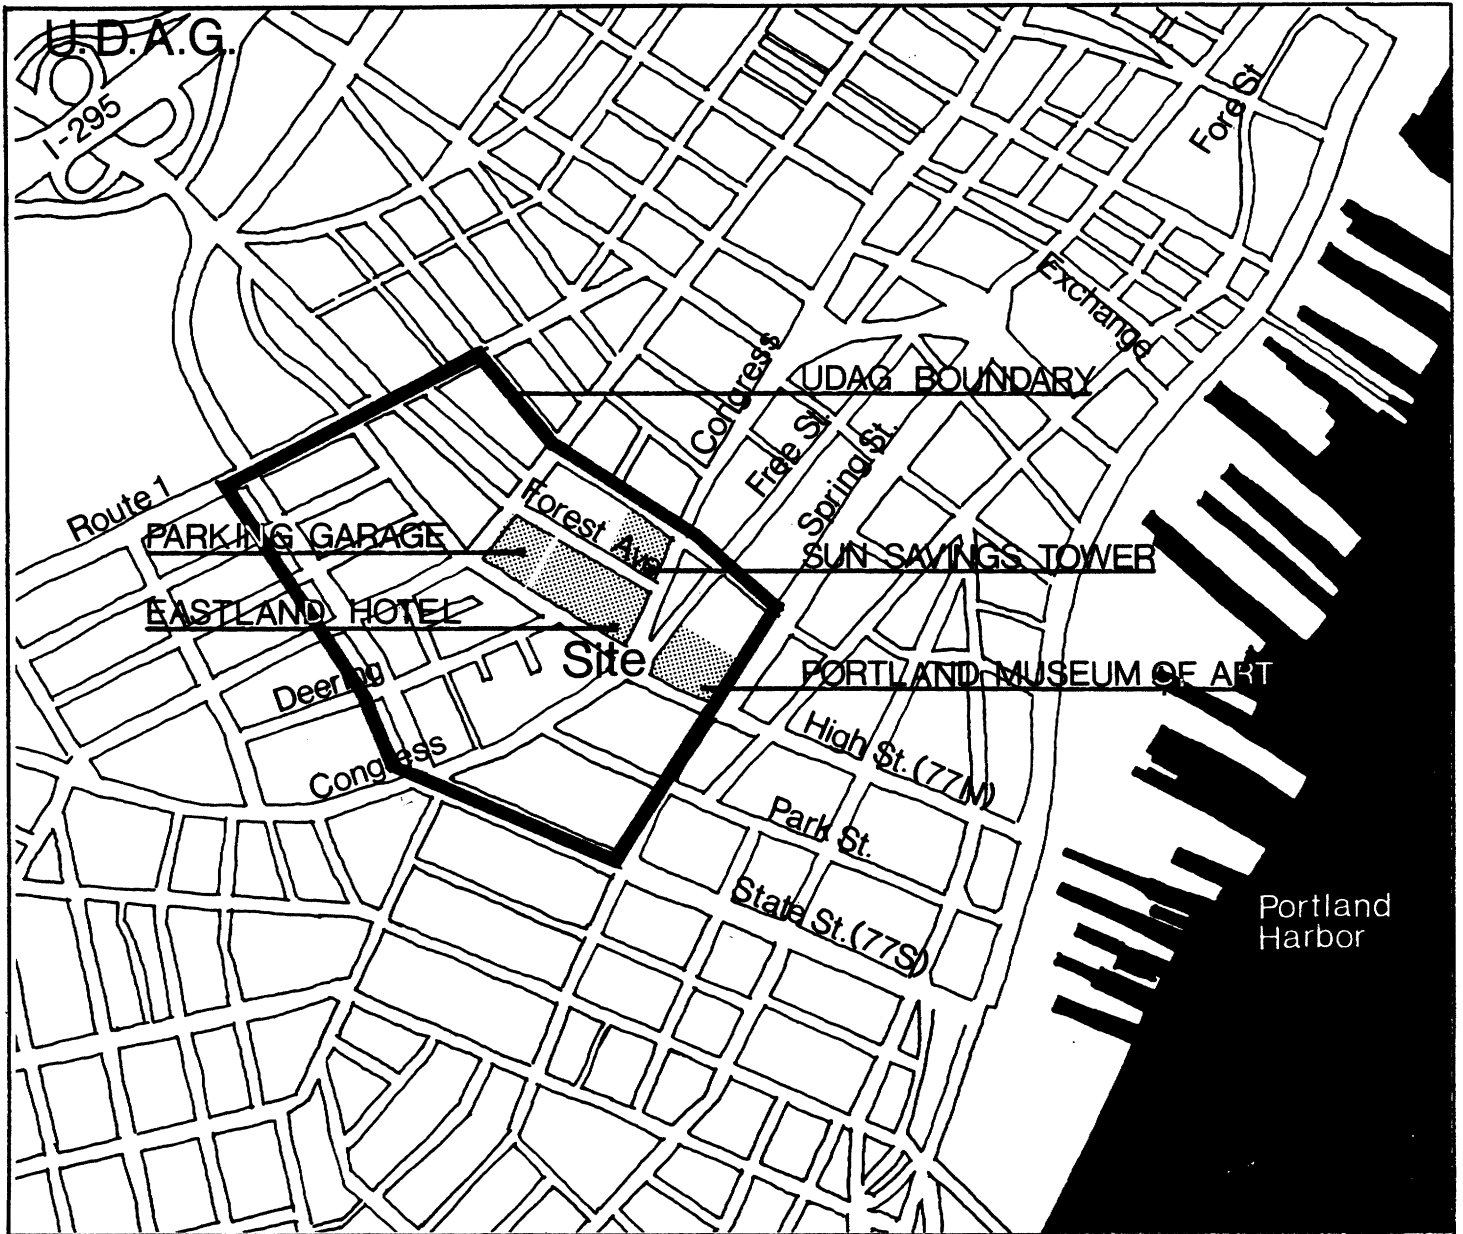 U.D.A.G.
I-295
Fore St
Exchange
Congress
UDAG BOUNDARY
Free St.
Spring St.
Route 1
Forest Ave
PARKING GARAGE
SUN SAVINGS TOWER
EASTLAND HOTEL
Site
PORTLAND MUSEUM OF ART
Deering
High St. (77N)
Congress
Park St.
State St. (77S)
Portland
Harbor